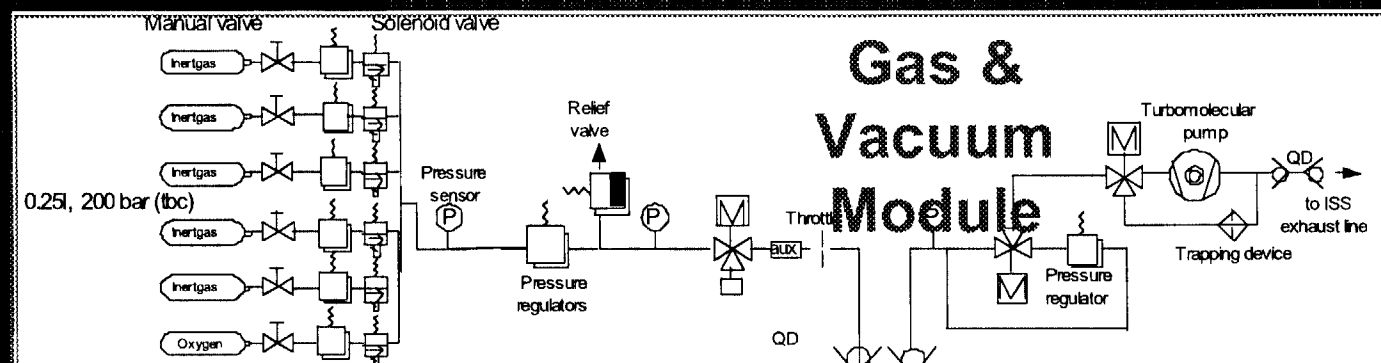 Manual valve
Solenoid valve
Inertgas
Inertgas
Inertgas
0.25l, 200 bar (tbc)
Inertgas
Inertgas
Oxygen
Pressure
sensor
P
Relief
valve
Pressure
regulators
P
M
aux
Throttle
Gas &
Vacuum
Module
QD
P
M
Pressure
regulator
M
Turbomolecular
pump
QD
to ISS
exhaust line
Trapping device